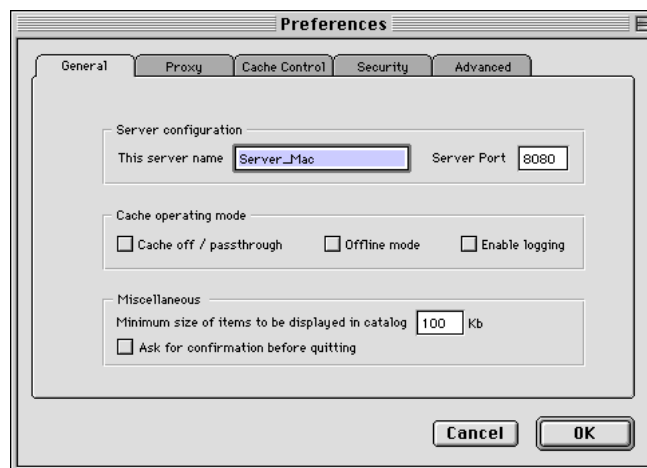 Preferences
General Proxy Cache Control Security Advanced
Server configuration
This server name Server_Mac Server Port 8080
Cache operating mode
Cache off / passthrough Offline mode Enable logging
Miscellaneous
Minimum size of items to be displayed in catalog 100 Kb
Ask for confirmation before quitting
Cancel OK